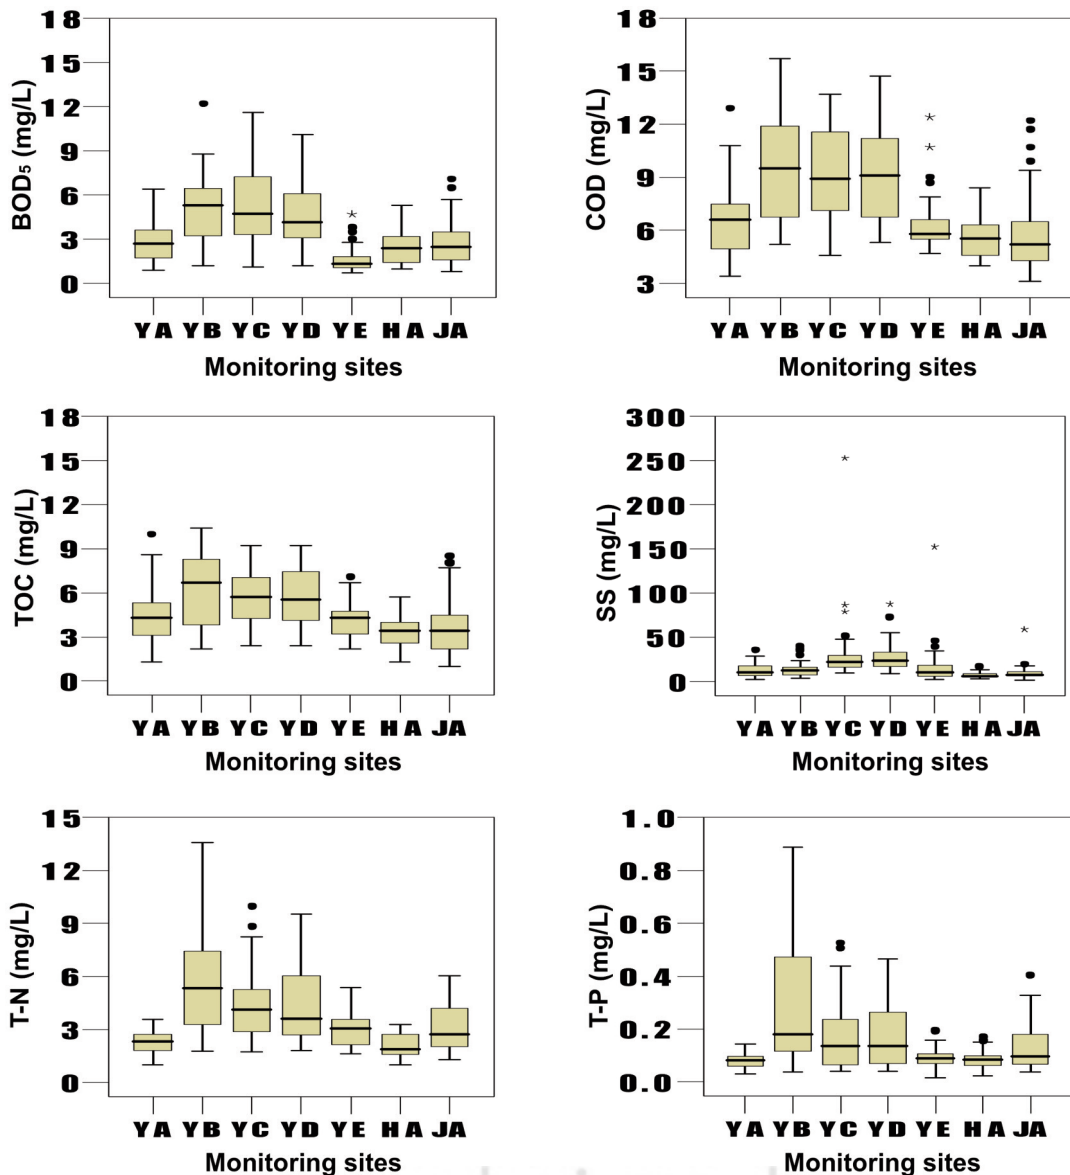 18
15
12
9
6
3
0
BOD₅ (mg/L)
YA YB YC YD YE HA JA
Monitoring sites
18
15
12
9
6
3
COD (mg/L)
YA YB YC YD YE HA JA
Monitoring sites
18
15
12
9
6
3
0
TOC (mg/L)
YA YB YC YD YE HA JA
Monitoring sites
300
250
200
150
100
50
0
SS (mg/L)
YA YB YC YD YE HA JA
Monitoring sites
15
12
9
6
3
0
T-N (mg/L)
YA YB YC YD YE HA JA
Monitoring sites
1.0
0.8
0.6
0.4
0.2
0.0
T-P (mg/L)
YA YB YC YD YE HA JA
Monitoring sites